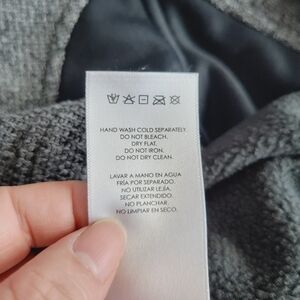 HAND WASH COLD SEPARATELY.
DO NOT BLEACH.
DRY FLAT.
DO NOT IRON.
DO NOT DRY CLEAN.
LAVAR A MANO EN AGUA
FRÍA POR SEPARADO.
NO UTILIZAR LEJÍA.
SECAR EXTENDIDO.
NO PLANCHAR.
NO LIMPIAR EN SECO.